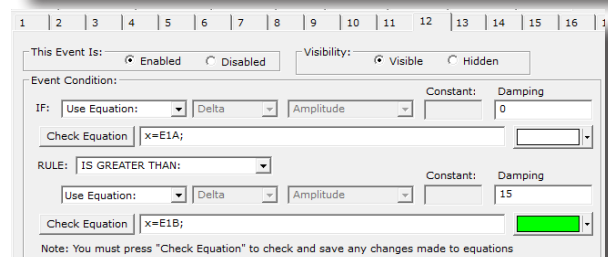 1 2 3 4 5 6 7 8 9 10 11 12 13 14 15 16 1
This Event Is: Enabled Disabled Visibility: Visible Hidden
Event Condition:
Constant: Damping
IF: Use Equation: Delta Amplitude 0
Check Equation x=E1A;
RULE: IS GREATER THAN:
Constant: Damping
Use Equation: Delta Amplitude 15
Check Equation x=E1B;
Note: You must press "Check Equation" to check and save any changes made to equations